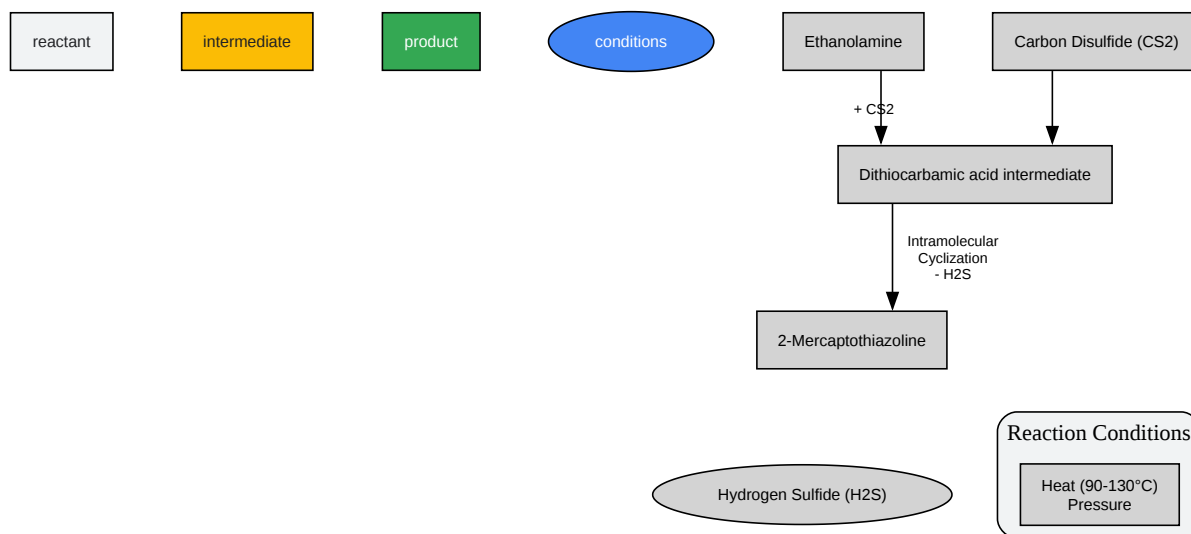 reactant
intermediate
product
conditions
Ethanolamine
Carbon Disulfide (CS2)
+ CS2
Dithiocarbamic acid intermediate
Intramolecular
Cyclization
- H2S
2-Mercaptothiazoline
Reaction Conditions
Hydrogen Sulfide (H2S)
Heat (90-130°C)
Pressure